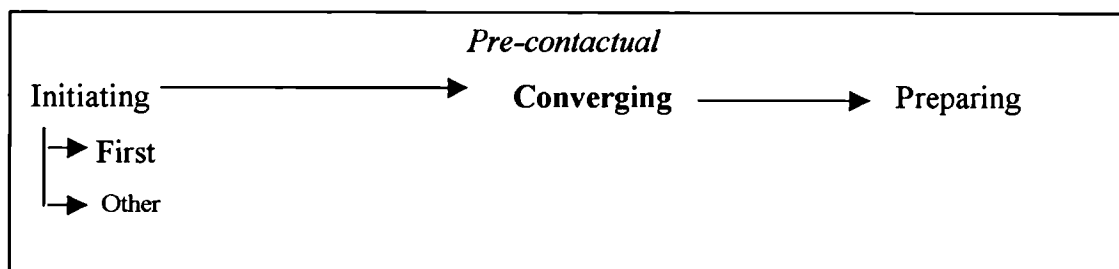 Pre-contactual
Initiating Converging Preparing
First
Other